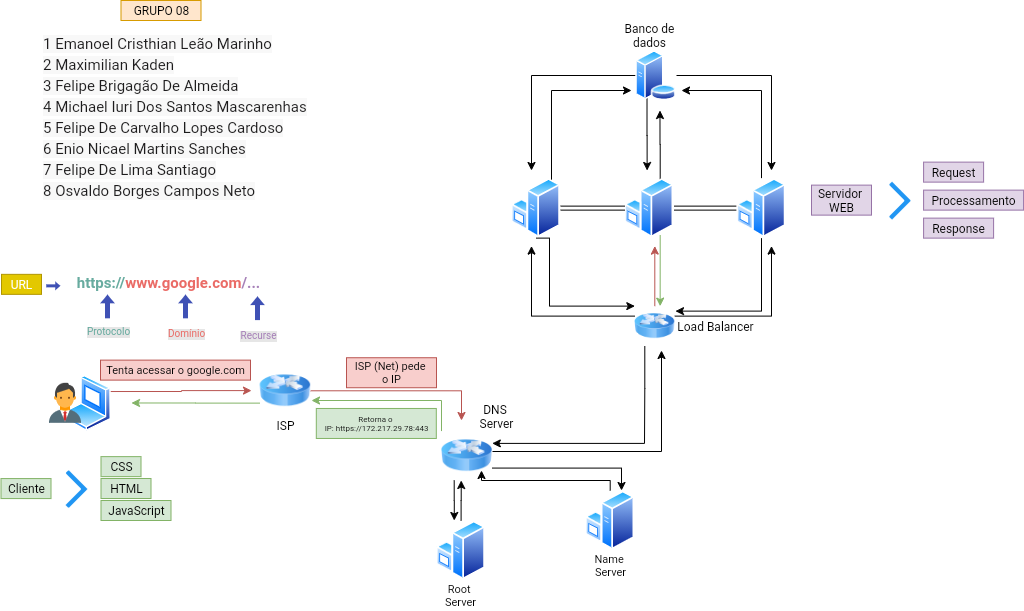 GRUPO 08
1 Emanoel Cristhian Leão Marinho
2 Maximilian Kaden
3 Felipe Brigagão De Almeida
4 Michael Iuri Dos Santos Mascarenhas
5 Felipe De Carvalho Lopes Cardoso
6 Enio Nicael Martins Sanches
7 Felipe De Lima Santiago
8 Osvaldo Borges Campos Neto
Banco de
dados
Servidor
WEB
Request
Processamento
Response
URL
https://www.google.com/...
Protocolo
Domínio
Recurse
Load Balancer
Tenta acessar o google.com
ISP (Net) pede
o IP
ISP
Retorna o
IP: https://172.217.29.78:443
DNS
Server
Cliente
CSS
HTML
JavaScript
Name
Server
Root
Server